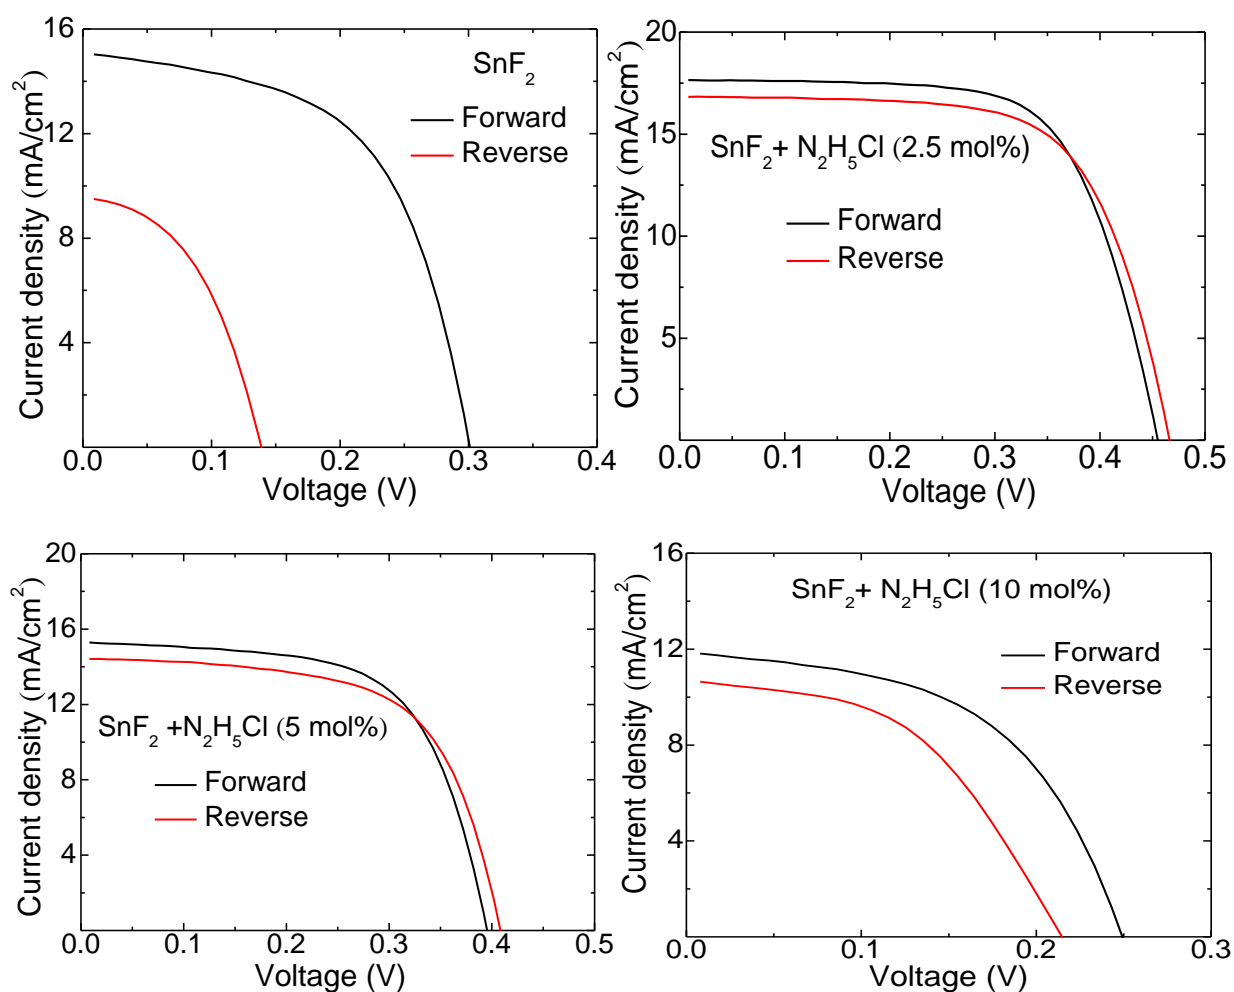 16
12
8
4
0.0 0.1 0.2 0.3 0.4
Current density (mA/cm²)
Voltage (V)
SnF₂
Forward
Reverse
20
15
10
5
0.0 0.1 0.2 0.3 0.4 0.5
Current density (mA/cm²)
Voltage (V)
SnF₂+ N₂H₅Cl (2.5 mol%)
Forward
Reverse
20
16
12
8
4
0.0 0.1 0.2 0.3 0.4 0.5
Current density (mA/cm²)
Voltage (V)
SnF₂ +N₂H₅Cl (5 mol%)
Forward
Reverse
16
12
8
4
0.0 0.1 0.2 0.3
Current density (mA/cm²)
Voltage (V)
SnF₂+ N₂H₅Cl (10 mol%)
Forward
Reverse